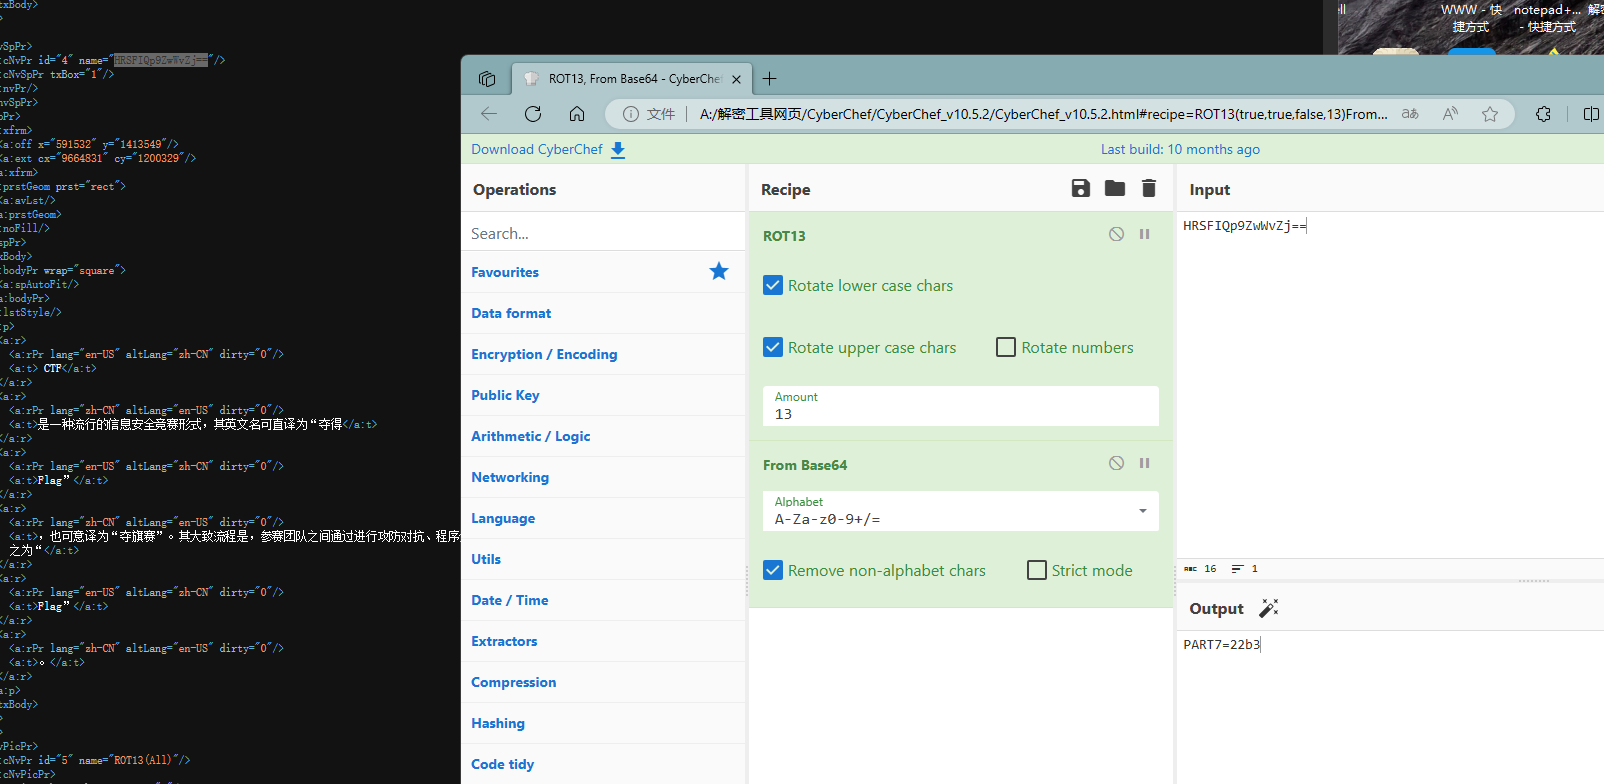 txBody>
>
vSpPr>
:cNvPr id="4" name="HRSFIQp9ZwWvZj=="/>
:cNvSpPr txBox="1"/>
:nvPr/>
nvSpPr>
pPr>
:xfrm>
<a:off x="591532" y="1413549"/>
<a:ext cx="9664831" cy="1200329"/>
a:xfrm>
:prstGeom prst="rect">
<a:avLst/>
a:prstGeom>
:noFill/>
spPr>
xBody>
:bodyPr wrap="square">
<a:spAutoFit/>
a:bodyPr>
:lstStyle/>
:p>
<a:r>
<a:rPr lang="en-US" altLang="zh-CN" dirty="0"/>
<a:t> CTF</a:t>
</a:r>
<a:r>
<a:rPr lang="zh-CN" altLang="en-US" dirty="0"/>
<a:t>是一种流行的信息安全竞赛形式，其英文名可直译为“夺得</a:t>
</a:r>
<a:r>
<a:rPr lang="en-US" altLang="zh-CN" dirty="0"/>
<a:t>Flag”</a:t>
</a:r>
<a:r>
<a:rPr lang="zh-CN" altLang="en-US" dirty="0"/>
<a:t>，也可意译为“夺旗赛”。其大致流程是，参赛团队之间通过进行攻防对抗、程序
之为“</a:t>
</a:r>
<a:r>
<a:rPr lang="en-US" altLang="zh-CN" dirty="0"/>
<a:t>Flag”</a:t>
</a:r>
<a:r>
<a:rPr lang="zh-CN" altLang="en-US" dirty="0"/>
<a:t>。</a:t>
</a:r>
a:p>
txBody>
>
>
vPicPr>
:cNvPr id="5" name="ROT13(All)"/>
:cNvPicPr>
ell
WWW - 快捷方式
notepad+... - 快捷方式
解密
ROT13, From Base64 - CyberChef
文件
A:/解密工具网页/CyberChef/CyberChef_v10.5.2/CyberChef_v10.5.2.html#recipe=ROT13(true,true,false,13)From...
aあ
Download CyberChef
Last build: 10 months ago
Operations
Search...
Favourites
Data format
Encryption / Encoding
Public Key
Arithmetic / Logic
Networking
Language
Utils
Date / Time
Extractors
Compression
Hashing
Code tidy
Recipe
ROT13
Rotate lower case chars
Rotate upper case chars
Rotate numbers
Amount
13
From Base64
Alphabet
A-Za-z0-9+/=
Remove non-alphabet chars
Strict mode
Input
HRSFIQp9ZwWvZj==
ABC 16 1
Output
PART7=22b3